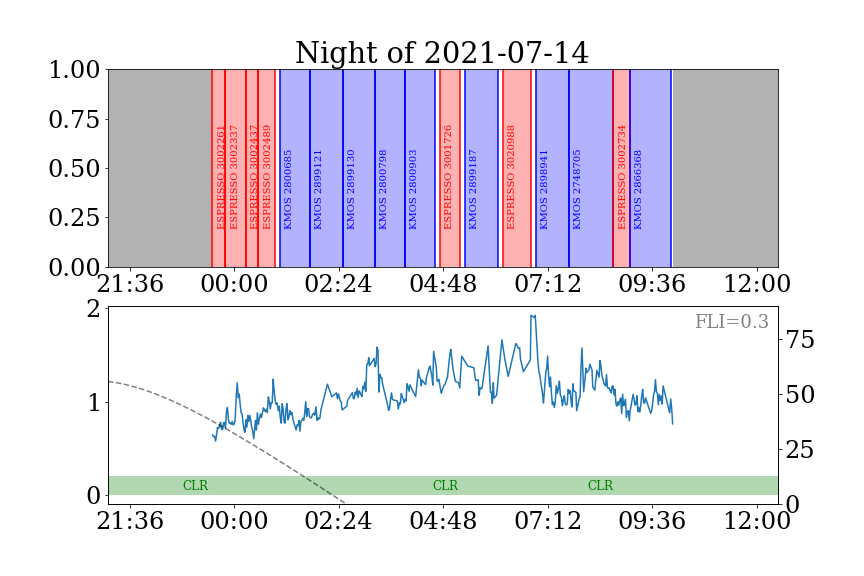 Night of 2021-07-14
1.00
0.75
0.50
0.25
0.00
ESPRESSO 3002261
ESPRESSO 3002337
ESPRESSO 3002437
ESPRESSO 3002489
KMOS 2800685
KMOS 2899121
KMOS 2899130
KMOS 2800798
KMOS 2800903
ESPRESSO 3001726
KMOS 2899187
ESPRESSO 3020988
KMOS 2898941
KMOS 2748705
ESPRESSO 3002734
KMOS 2866368
21:36 00:00 02:24 04:48 07:12 09:36 12:00
2
1
0
FLI=0.3
75
50
25
0
CLR CLR CLR
21:36 00:00 02:24 04:48 07:12 09:36 12:00